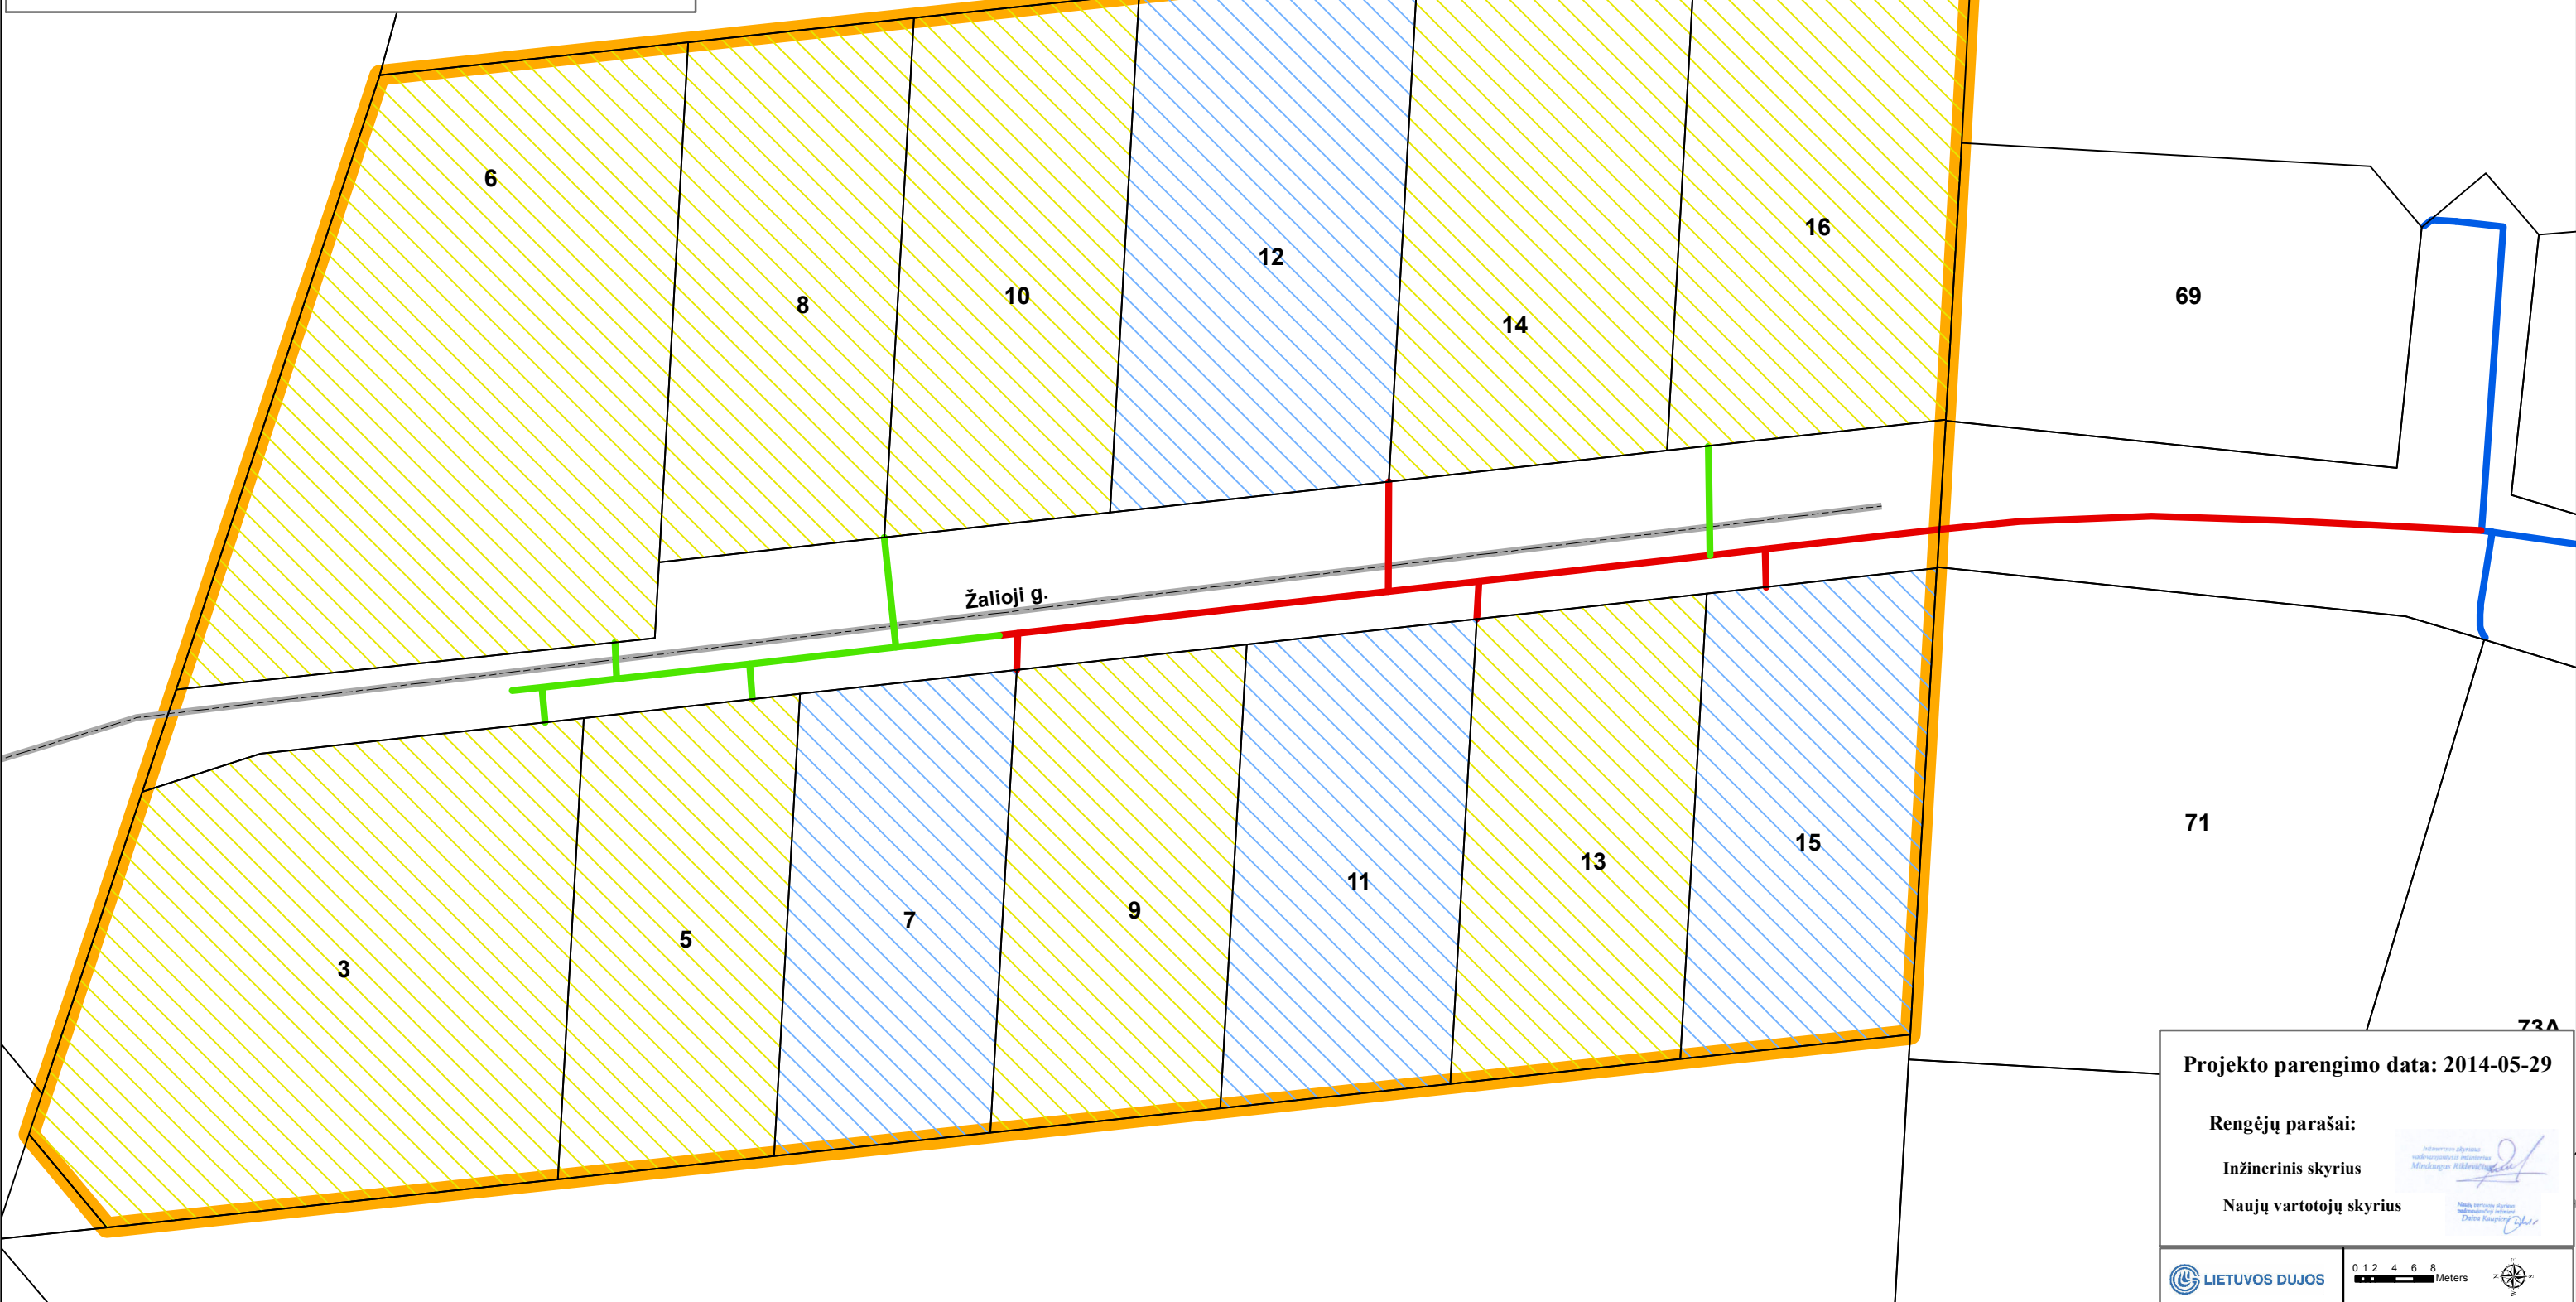 6
8
10
12
14
16
69
Žalioji g.
3
5
7
9
11
13
15
71
73A
Projekto parengimo data: 2014-05-29
Rengėjų parašai:
Inžinerinis skyrius
Naujų vartotojų skyrius
LIETUVOS DUJOS
0 1 2 4 6 8
Meters